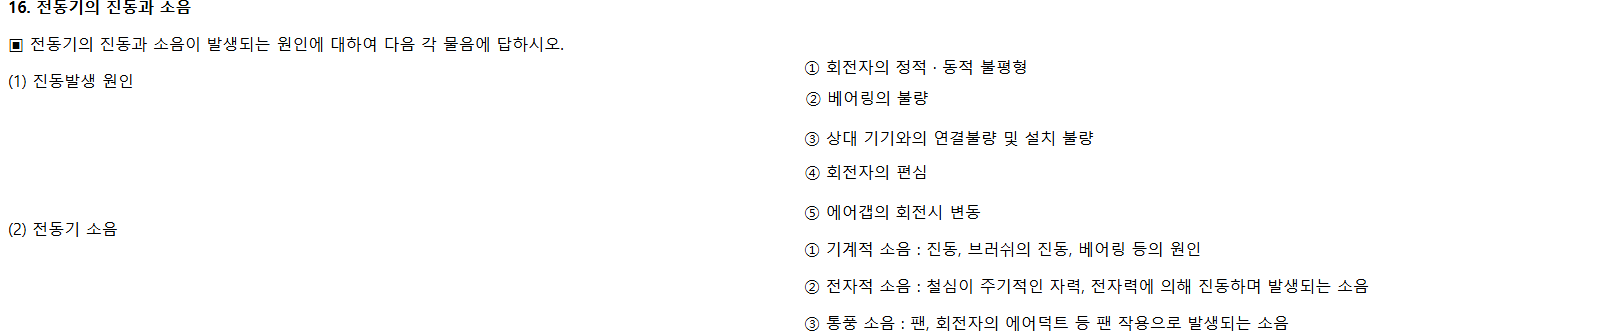 16. 전동기의 진동과 소음
▣ 전동기의 진동과 소음이 발생되는 원인에 대하여 다음 각 물음에 답하시오.
(1) 진동발생 원인
① 회전자의 정적 · 동적 불평형
② 베어링의 불량
③ 상대 기기와의 연결불량 및 설치 불량
④ 회전자의 편심
⑤ 에어갭의 회전시 변동
(2) 전동기 소음
① 기계적 소음 : 진동, 브러쉬의 진동, 베어링 등의 원인
② 전자적 소음 : 철심이 주기적인 자력, 전자력에 의해 진동하며 발생되는 소음
③ 통풍 소음 : 팬, 회전자의 에어덕트 등 팬 작용으로 발생되는 소음